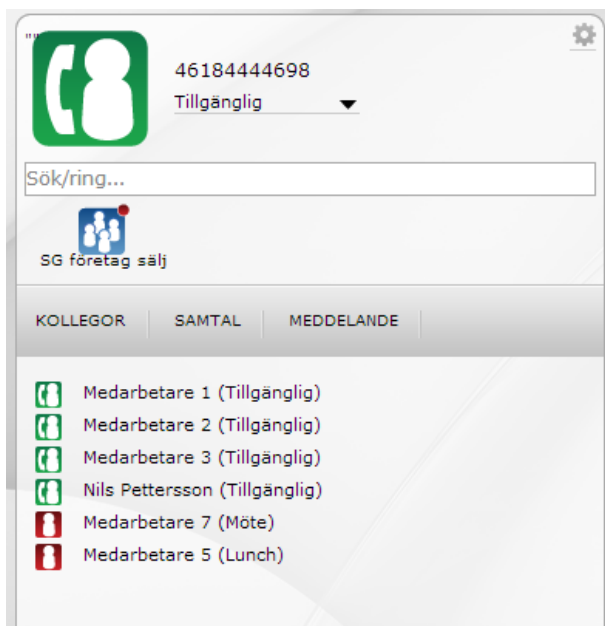 ""
46184444698
Tillgänglig
Sök/ring...
SG företag sälj
KOLLEGOR SAMTAL MEDDELANDE
Medarbetare 1 (Tillgänglig)
Medarbetare 2 (Tillgänglig)
Medarbetare 3 (Tillgänglig)
Nils Pettersson (Tillgänglig)
Medarbetare 7 (Möte)
Medarbetare 5 (Lunch)